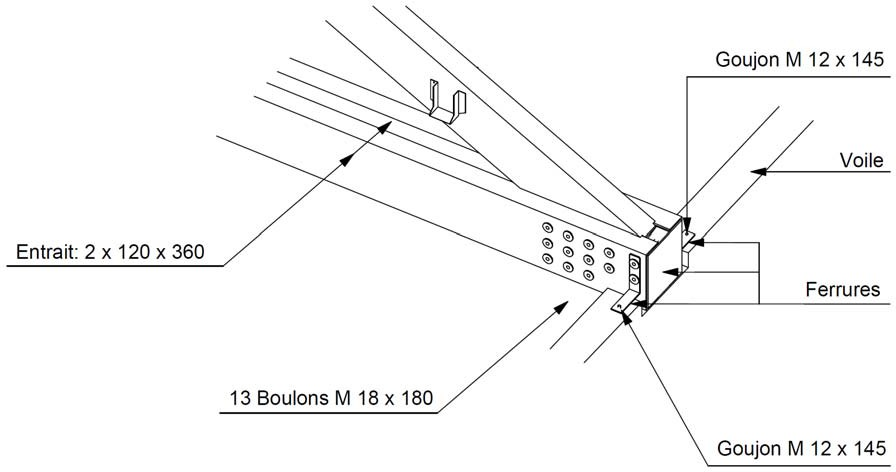 Goujon M 12 x 145
Voile
Entrait: 2 x 120 x 360
Ferrures
13 Boulons M 18 x 180
Goujon M 12 x 145